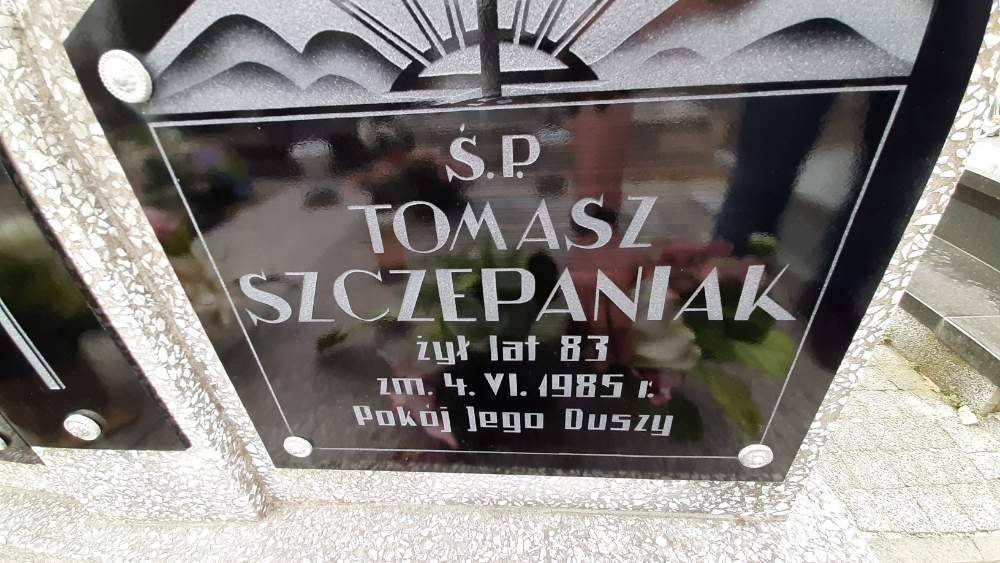 Ś.P.
TOMASZ
SZCZEPANIAK
żył lat 83
zm. 4. VI. 1985 r.
Pokój Jego Duszy